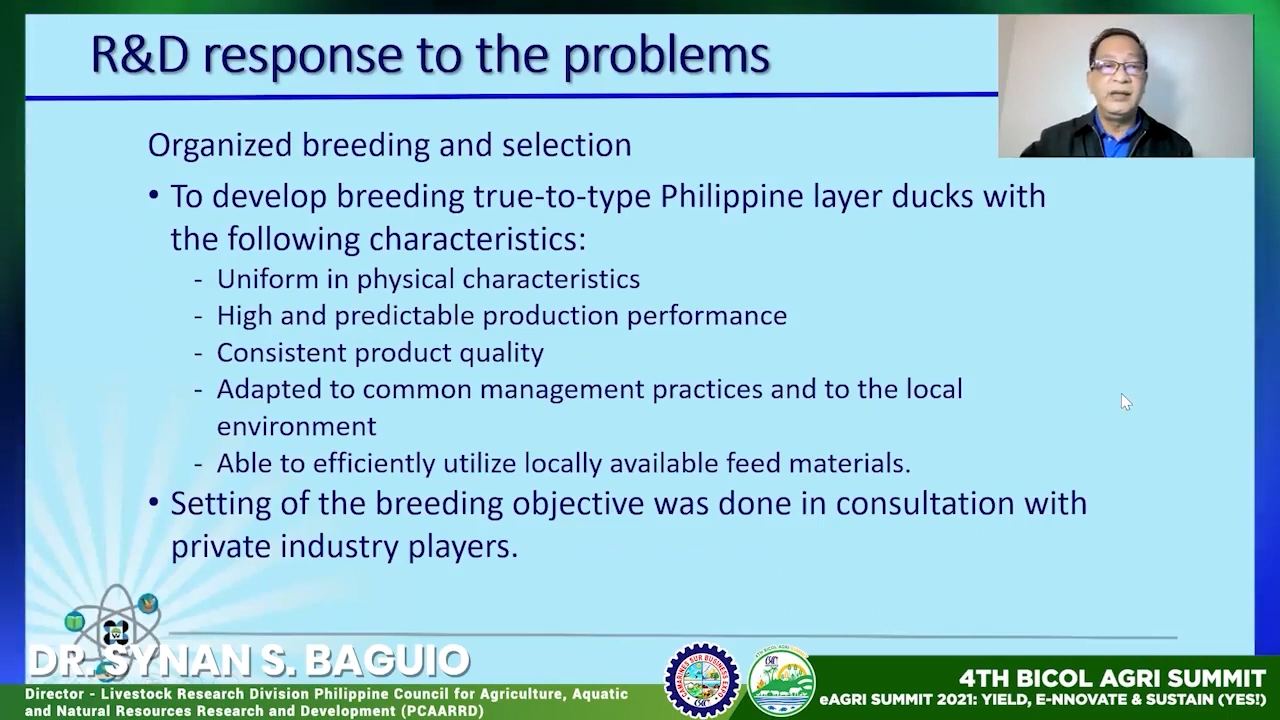 R&D response to the problems
Organized breeding and selection
• To develop breeding true-to-type Philippine layer ducks with
the following characteristics:
- Uniform in physical characteristics
- High and predictable production performance
- Consistent product quality
- Adapted to common management practices and to the local
environment
- Able to efficiently utilize locally available feed materials.
• Setting of the breeding objective was done in consultation with
private industry players.
DR. SYNAN S. BAGUIO
Director - Livestock Research Division Philippine Council for Agriculture, Aquatic
and Natural Resources Research and Development (PCAARRD)
4TH BICOL AGRI SUMMIT
eAGRI SUMMIT 2021: YIELD, E-NNOVATE & SUSTAIN (YES!)